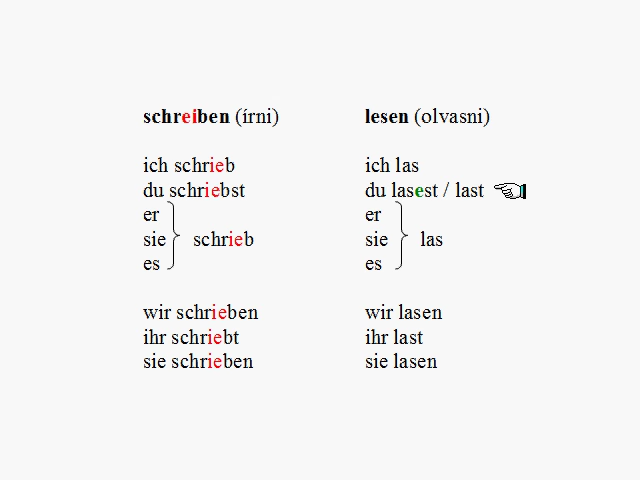 schreiben (írni)
ich schrieb
du schriebst
er
sie schrieb
es
wir schrieben
ihr schriebt
sie schrieben
lesen (olvasni)
ich las
du lasest / last
er
sie las
es
wir lasen
ihr last
sie lasen